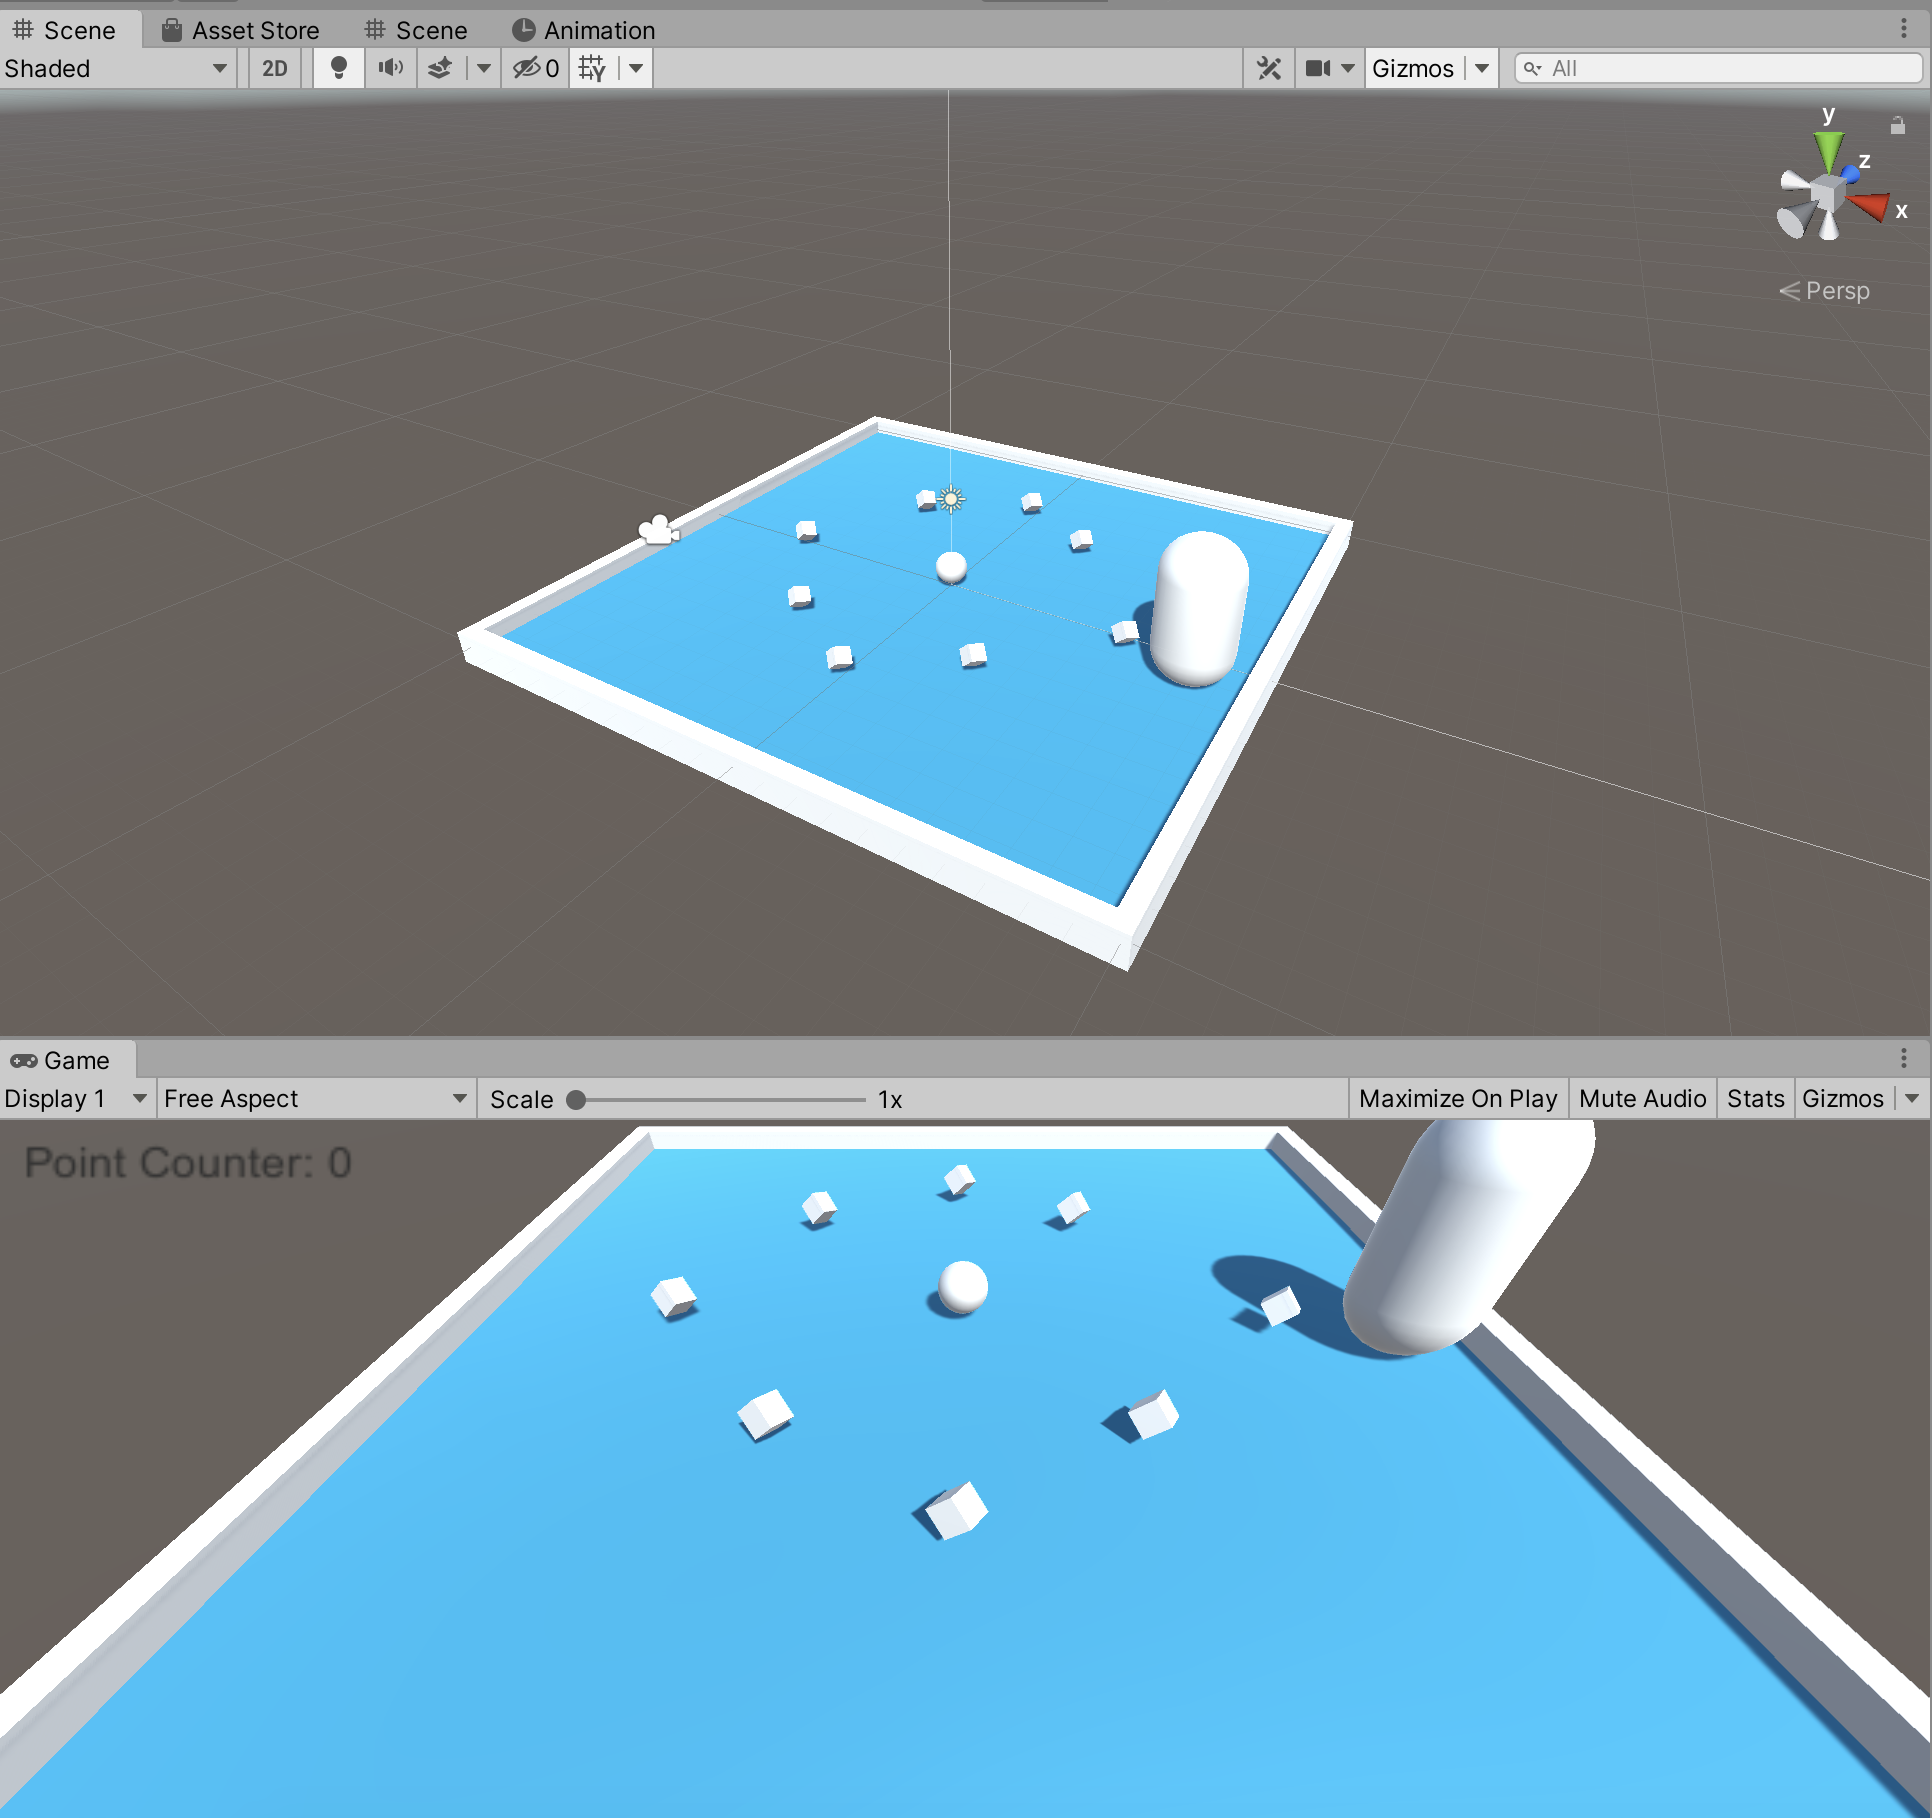 Scene Asset Store Scene Animation
Shaded 2D 0 Gizmos All
y
z
x
Persp
Game
Display 1 Free Aspect Scale 1x Maximize On Play Mute Audio Stats Gizmos
Point Counter: 0